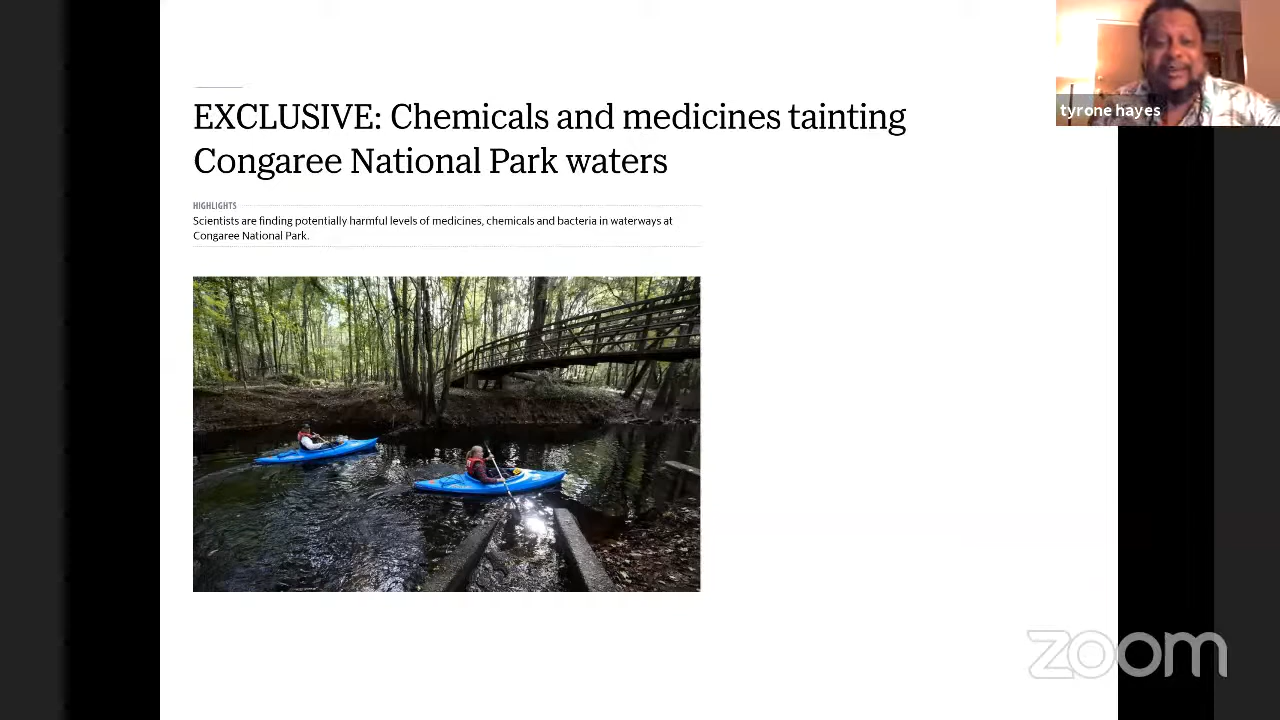 EXCLUSIVE: Chemicals and medicines tainting
Congaree National Park waters
HIGHLIGHTS
Scientists are finding potentially harmful levels of medicines, chemicals and bacteria in waterways at
Congaree National Park.
tyrone hayes
zoom